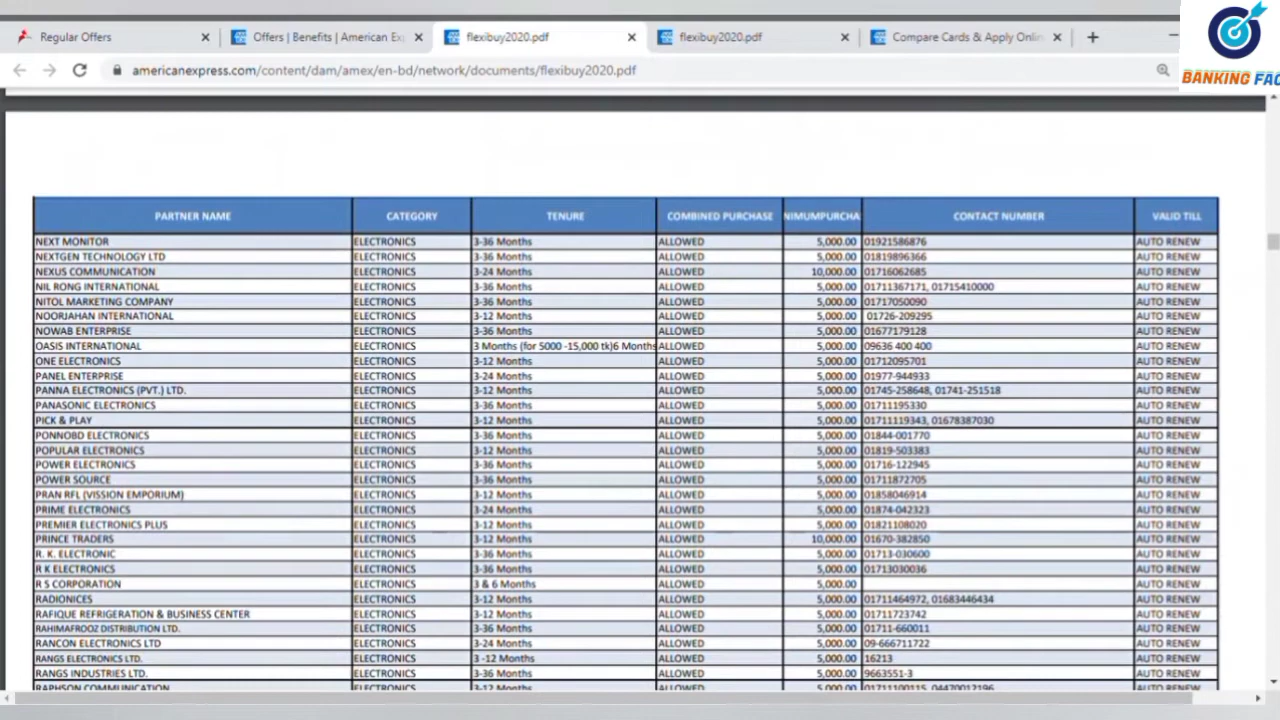 Regular Offers
Offers | Benefits | American Ex
flexibuy2020.pdf
flexibuy2020.pdf
Compare Cards & Apply Onlin
americanexpress.com/content/dam/amex/en-bd/network/documents/flexibuy2020.pdf
BANKING FAC
PARTNER NAME CATEGORY TENURE COMBINED PURCHASE NIMUMPURCHA CONTACT NUMBER VALID TILL
NEXT MONITOR ELECTRONICS 3-36 Months ALLOWED 5,000.00 01921586876 AUTO RENEW
NEXTGEN TECHNOLOGY LTD ELECTRONICS 3-36 Months ALLOWED 5,000.00 01819896366 AUTO RENEW
NEXUS COMMUNICATION ELECTRONICS 3-24 Months ALLOWED 10,000.00 01716062685 AUTO RENEW
NIL RONG INTERNATIONAL ELECTRONICS 3-36 Months ALLOWED 5,000.00 01711367171, 01715410000 AUTO RENEW
NITOL MARKETING COMPANY ELECTRONICS 3-36 Months ALLOWED 5,000.00 01717050090 AUTO RENEW
NOORJAHAN INTERNATIONAL ELECTRONICS 3-12 Months ALLOWED 5,000.00 01726-209295 AUTO RENEW
NOWAB ENTERPRISE ELECTRONICS 3-36 Months ALLOWED 5,000.00 01677179128 AUTO RENEW
OASIS INTERNATIONAL ELECTRONICS 3 Months (for 5000 -15,000 tk)6 Months ALLOWED 5,000.00 09636 400 400 AUTO RENEW
ONE ELECTRONICS ELECTRONICS 3-12 Months ALLOWED 5,000.00 01712095701 AUTO RENEW
PANEL ENTERPRISE ELECTRONICS 3-24 Months ALLOWED 5,000.00 01977-944933 AUTO RENEW
PANNA ELECTRONICS (PVT.) LTD. ELECTRONICS 3-12 Months ALLOWED 5,000.00 01745-258648, 01741-251518 AUTO RENEW
PANASONIC ELECTRONICS ELECTRONICS 3-36 Months ALLOWED 5,000.00 01711195330 AUTO RENEW
PICK & PLAY ELECTRONICS 3-12 Months ALLOWED 5,000.00 01711119343, 01678387030 AUTO RENEW
PONNOBD ELECTRONICS ELECTRONICS 3-36 Months ALLOWED 5,000.00 01844-001770 AUTO RENEW
POPULAR ELECTRONICS ELECTRONICS 3-12 Months ALLOWED 5,000.00 01819-503383 AUTO RENEW
POWER ELECTRONICS ELECTRONICS 3-36 Months ALLOWED 5,000.00 01716-122945 AUTO RENEW
POWER SOURCE ELECTRONICS 3-36 Months ALLOWED 5,000.00 01711872705 AUTO RENEW
PRAN RFL (VISSION EMPORIUM) ELECTRONICS 3-12 Months ALLOWED 5,000.00 01858046914 AUTO RENEW
PRIME ELECTRONICS ELECTRONICS 3-24 Months ALLOWED 5,000.00 01874-042323 AUTO RENEW
PREMIER ELECTRONICS PLUS ELECTRONICS 3-12 Months ALLOWED 5,000.00 01821108020 AUTO RENEW
PRINCE TRADERS ELECTRONICS 3-12 Months ALLOWED 10,000.00 01670-382850 AUTO RENEW
R. K. ELECTRONIC ELECTRONICS 3-36 Months ALLOWED 5,000.00 01713-030600 AUTO RENEW
R K ELECTRONICS ELECTRONICS 3-36 Months ALLOWED 5,000.00 01713030036 AUTO RENEW
R S CORPORATION ELECTRONICS 3 & 6 Months ALLOWED 5,000.00 AUTO RENEW
RADIONICES ELECTRONICS 3-12 Months ALLOWED 5,000.00 01711464972, 01683446434 AUTO RENEW
RAFIQUE REFRIGERATION & BUSINESS CENTER ELECTRONICS 3-12 Months ALLOWED 5,000.00 01711723742 AUTO RENEW
RAHIMAFROOZ DISTRIBUTION LTD. ELECTRONICS 3-36 Months ALLOWED 5,000.00 01711-660011 AUTO RENEW
RANCON ELECTRONICS LTD ELECTRONICS 3-24 Months ALLOWED 5,000.00 09-666711722 AUTO RENEW
RANGS ELECTRONICS LTD. ELECTRONICS 3 -12 Months ALLOWED 5,000.00 16213 AUTO RENEW
RANGS INDUSTRIES LTD. ELECTRONICS 3-36 Months ALLOWED 5,000.00 9663551-3 AUTO RENEW
RAPHSON COMMUNICATION ELECTRONICS 3-12 Months ALLOWED 5,000.00 01711100115, 04470012196 AUTO RENEW